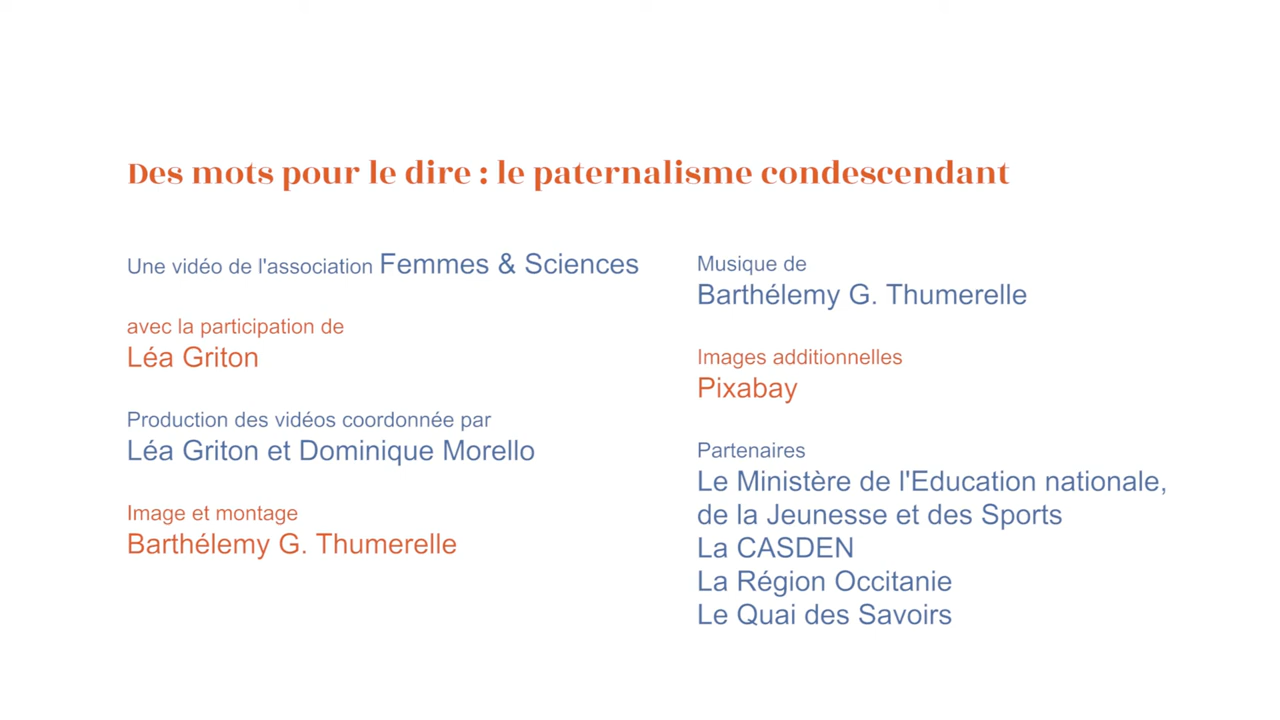 Des mots pour le dire : le paternalisme condescendant
Une vidéo de l'association Femmes & Sciences
avec la participation de
Léa Griton
Production des vidéos coordonnée par
Léa Griton et Dominique Morello
Image et montage
Barthélemy G. Thumerelle
Musique de
Barthélemy G. Thumerelle
Images additionnelles
Pixabay
Partenaires
Le Ministère de l'Education nationale,
de la Jeunesse et des Sports
La CASDEN
La Région Occitanie
Le Quai des Savoirs